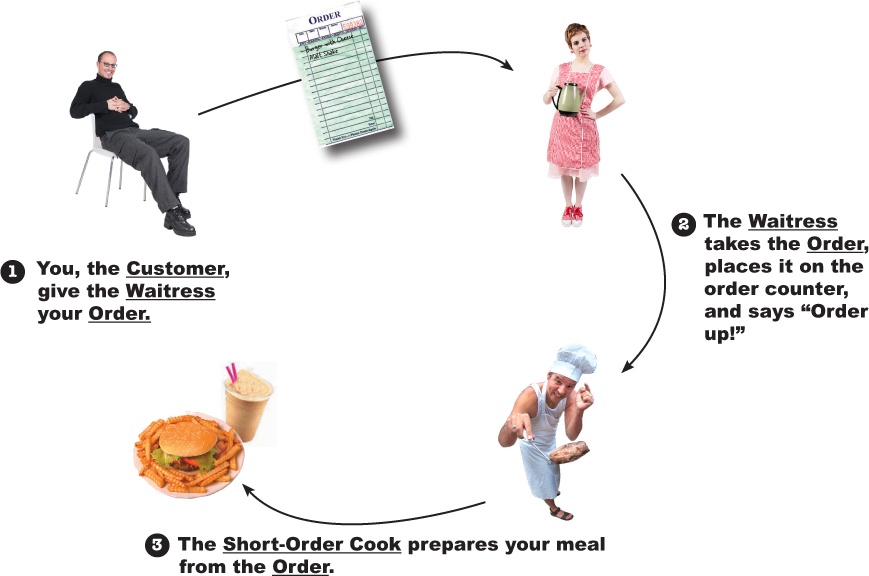 ORDER
Burger with Cheese
Malt Shake
1 You, the Customer,
give the Waitress
your Order.
2 The Waitress
takes the Order,
places it on the
order counter,
and says “Order
up!”
3 The Short-Order Cook prepares your meal
from the Order.